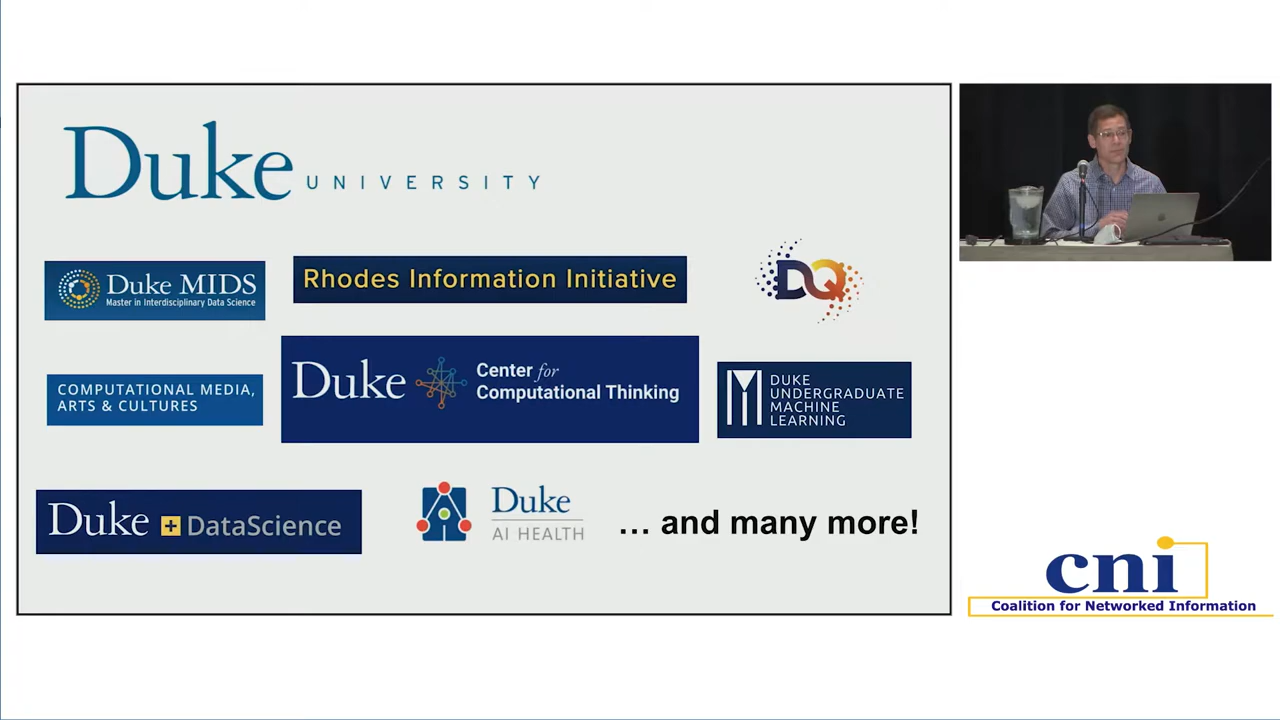 Duke UNIVERSITY
Duke MIDS
Master in Interdisciplinary Data Science
Rhodes Information Initiative
DQ
COMPUTATIONAL MEDIA,
ARTS & CULTURES
Duke Center for
Computational Thinking
DUKE
UNDERGRADUATE
MACHINE
LEARNING
Duke + DataScience
Duke
AI HEALTH
... and many more!
cni
Coalition for Networked Information